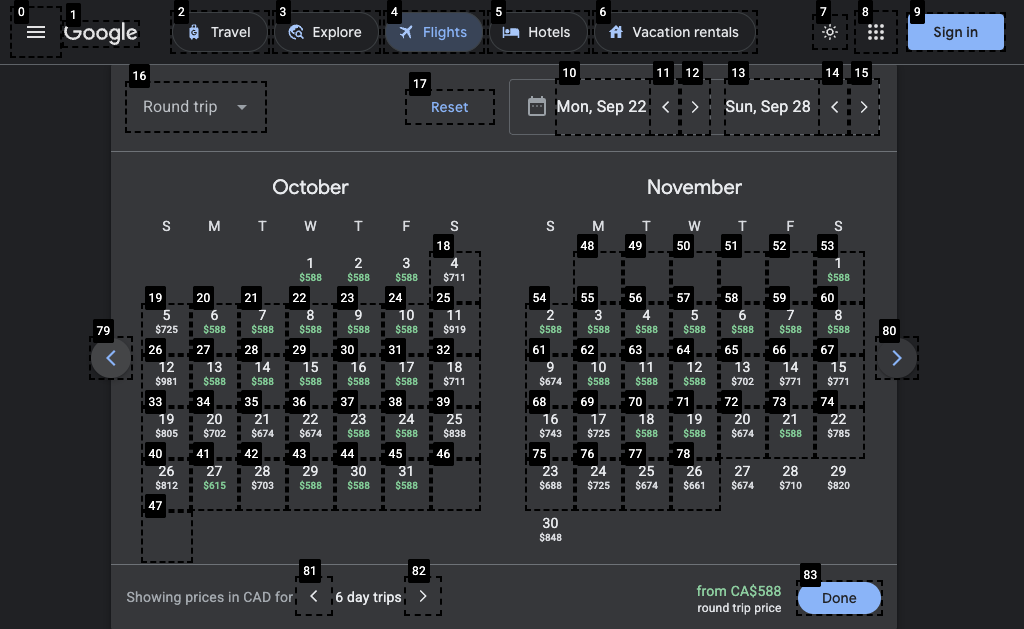 0 1 2 3 4 5 6 7 8 9
Google Travel Explore Flights Hotels Vacation rentals Sign in
16 17 10 11 12 13 14 15
Round trip Reset Mon, Sep 22 Sun, Sep 28
October
S M T W T F S
18
1 2 3 4
$588 $588 $588 $711
19 20 21 22 23 24 25
5 6 7 8 9 10 11
$725 $588 $588 $588 $588 $588 $919
26 27 28 29 30 31 32
12 13 14 15 16 17 18
$981 $588 $588 $588 $588 $588 $711
33 34 35 36 37 38 39
19 20 21 22 23 24 25
$805 $702 $674 $674 $588 $588 $838
40 41 42 43 44 45 46
26 27 28 29 30 31
$812 $615 $703 $588 $588 $588
47
November
S M T W T F S
48 49 50 51 52 53
1
$588
54 55 56 57 58 59 60
2 3 4 5 6 7 8
$588 $588 $588 $588 $588 $588 $588
61 62 63 64 65 66 67
9 10 11 12 13 14 15
$674 $588 $588 $588 $702 $771 $771
68 69 70 71 72 73 74
16 17 18 19 20 21 22
$743 $725 $588 $588 $674 $588 $785
75 76 77 78
23 24 25 26 27 28 29
$688 $725 $674 $661 $674 $710 $820
30
$848
79 80
81 82 83
Showing prices in CAD for 6 day trips
from CA$588
round trip price
Done